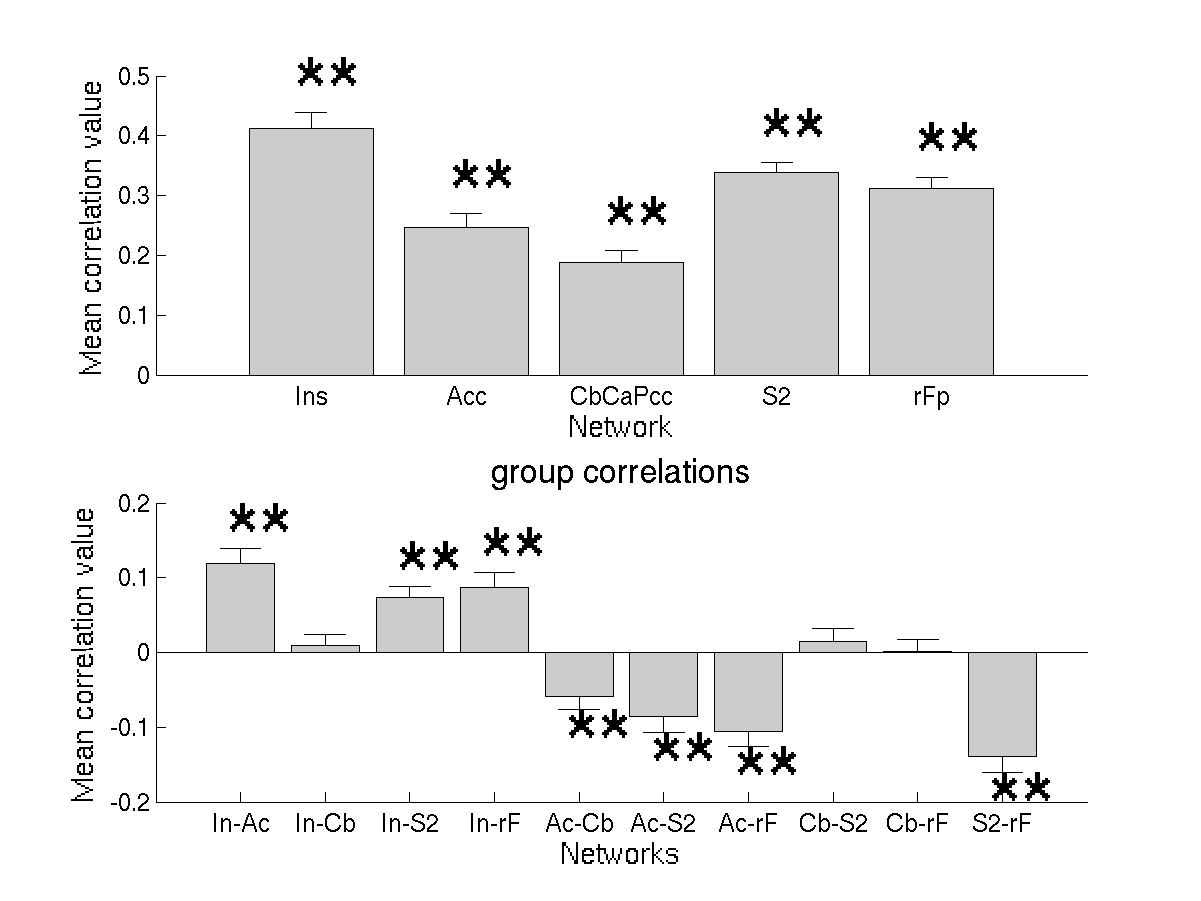 Mean correlation value
0.5
0.4
0.3
0.2
0.1
0
** ** ** ** **
Ins Acc CbCaPcc S2 rFp
Network
group correlations
Mean correlation value
0.2
0.1
0
-0.1
-0.2
** ** ** ** ** ** **
In-Ac In-Cb In-S2 In-rF Ac-Cb Ac-S2 Ac-rF Cb-S2 Cb-rF S2-rF
Networks